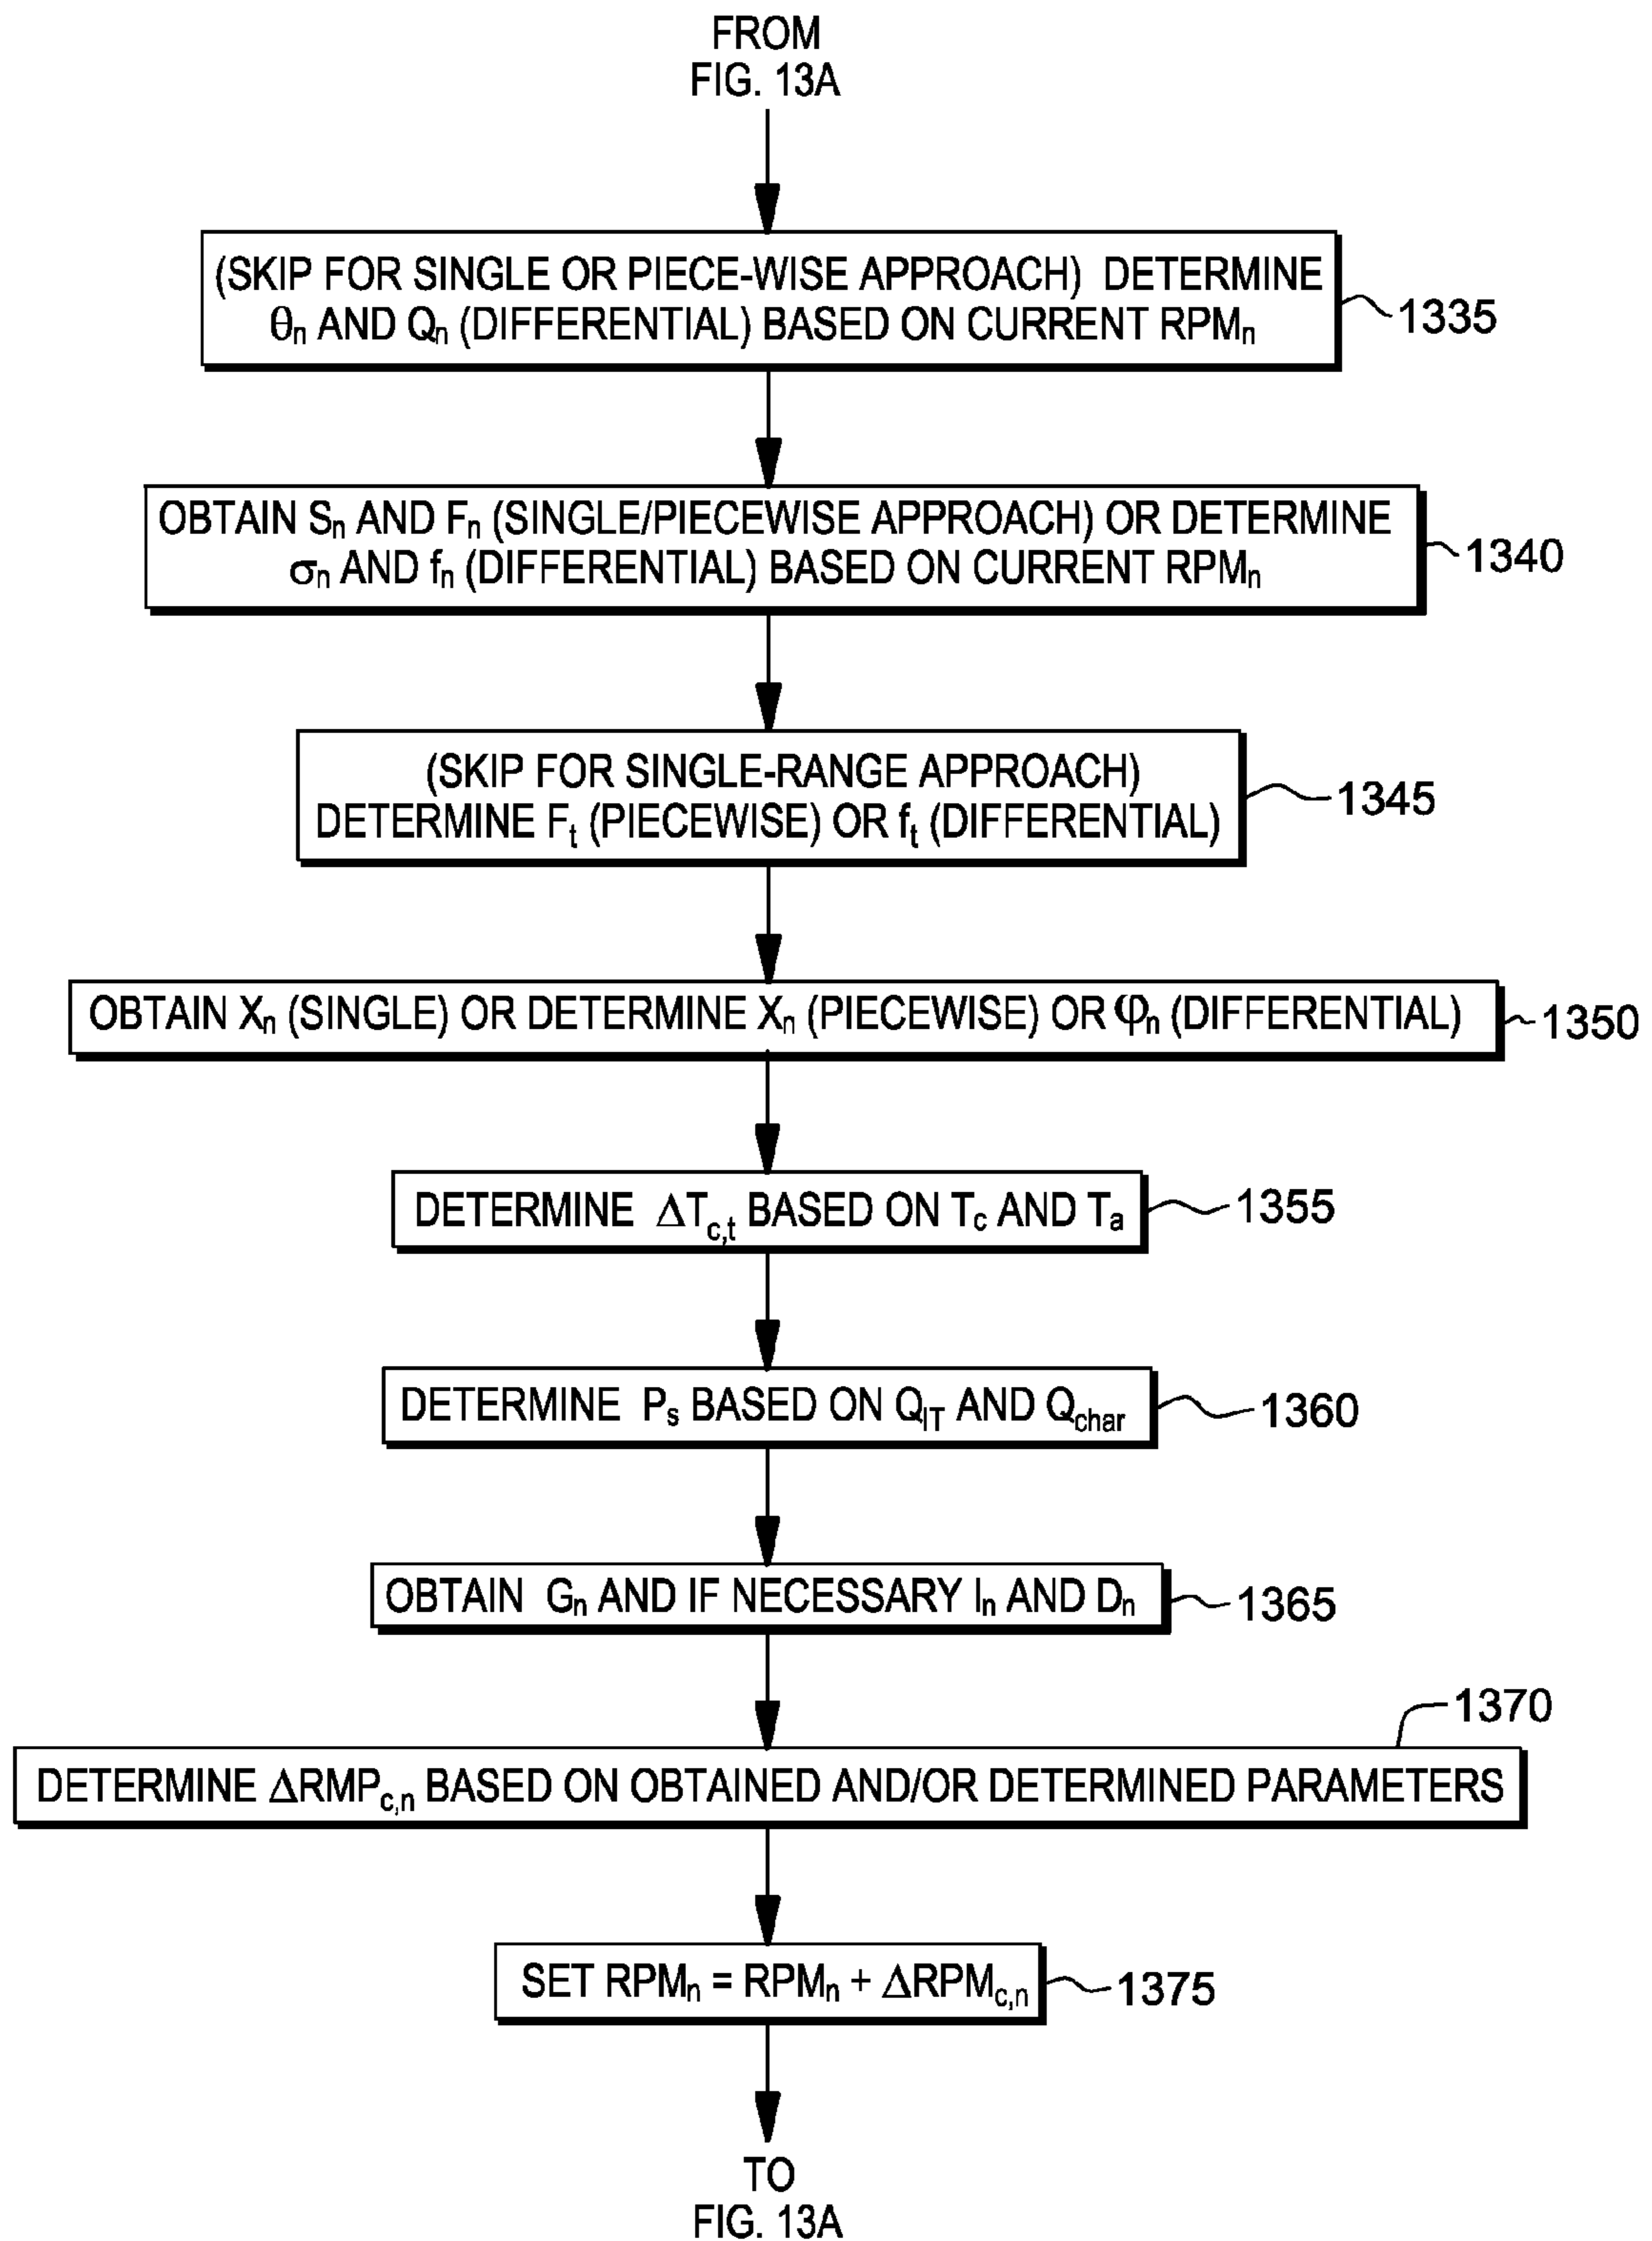 FROM
FIG. 13A
(SKIP FOR SINGLE OR PIECE-WISE APPROACH) DETERMINE
θn AND Qn (DIFFERENTIAL) BASED ON CURRENT RPMn
1335
OBTAIN Sn AND Fn (SINGLE/PIECEWISE APPROACH) OR DETERMINE
σn AND fn (DIFFERENTIAL) BASED ON CURRENT RPMn
1340
(SKIP FOR SINGLE-RANGE APPROACH)
DETERMINE Ft (PIECEWISE) OR ft (DIFFERENTIAL)
1345
OBTAIN Xn (SINGLE) OR DETERMINE Xn (PIECEWISE) OR φn (DIFFERENTIAL)
1350
DETERMINE ΔTc,t BASED ON Tc AND Ta
1355
DETERMINE Ps BASED ON QIT AND Qchar
1360
OBTAIN Gn AND IF NECESSARY In AND Dn
1365
1370
DETERMINE ΔRMPc,n BASED ON OBTAINED AND/OR DETERMINED PARAMETERS
SET RPMn = RPMn + ΔRPMc,n
1375
TO
FIG. 13A